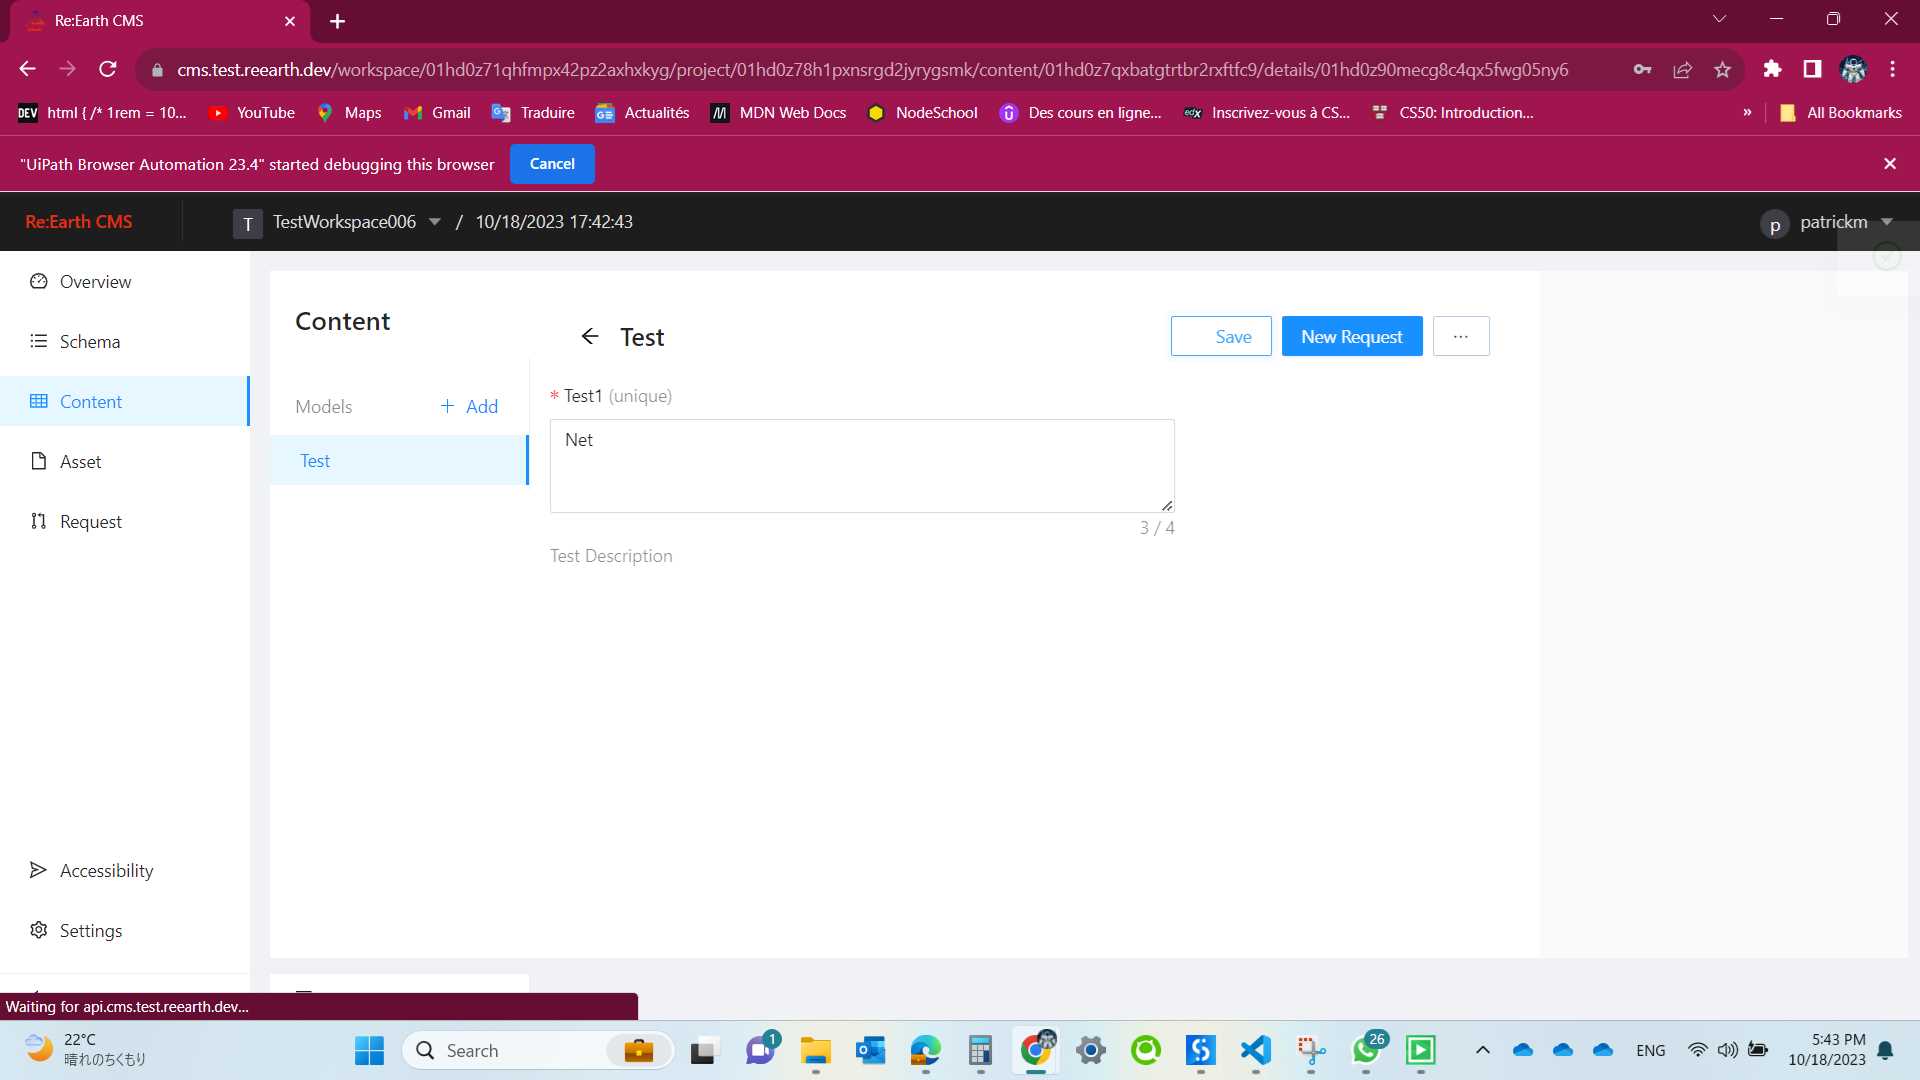 Re:Earth CMS
cms.test.reearth.dev/workspace/01hd0z71qhfmpx42pz2axhxkyg/project/01hd0z78h1pxnsrgd2jyrygsmk/content/01hd0z7qxbatgtrtbr2rxftfc9/details/01hd0z90mecg8c4qx5fwg05ny6
DEV html { /* 1rem = 10... YouTube Maps Gmail Traduire Actualités MDN Web Docs NodeSchool Des cours en ligne... edX Inscrivez-vous à CS... CS50: Introduction... » All Bookmarks
"UiPath Browser Automation 23.4" started debugging this browser Cancel
Re:Earth CMS T TestWorkspace006 / 10/18/2023 17:42:43 p patrickm
Overview
Schema
Content
Asset
Request
Accessibility
Settings
Content
Models + Add
Test
Test
Save New Request ...
* Test1 (unique)
Net
3 / 4
Test Description
Waiting for api.cms.test.reearth.dev...
22°C
晴れのちくもり
Search
1
26
ENG
5:43 PM
10/18/2023